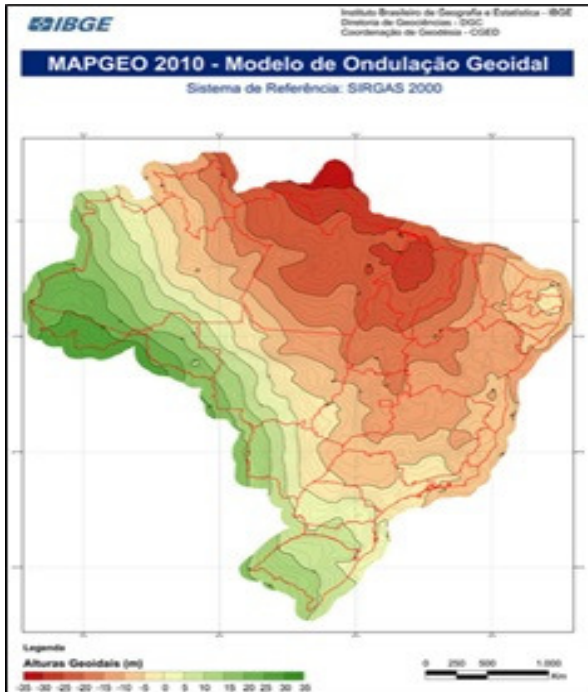 IBGE
Instituto Brasileiro de Geografia e Estatística - IBGE
Diretoria de Geociências - DGC
Coordenação de Geodésia - CGED
MAPGEO 2010 - Modelo de Ondulação Geoidal
Sistema de Referência: SIRGAS 2000
Legenda
Alturas Geoidais (m)
-35 -30 -25 -20 -15 -10 -5 0 5 10 15 20 25 30 35
0 250 500 1.000
Km